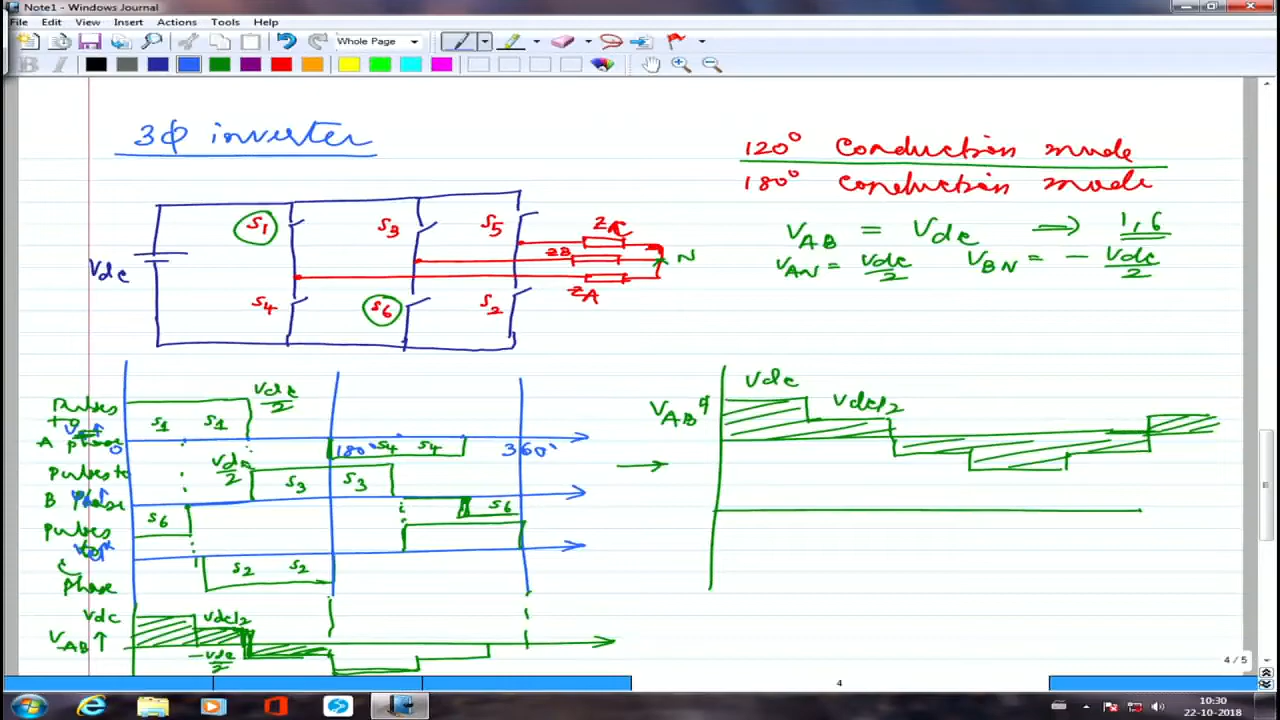 Note1 - Windows Journal
File Edit View Insert Actions Tools Help
Whole Page
3Φ inverter
120° Conduction mode
180° Conduction mode
VAB = Vdc ⇒ 1,6
VAN = Vdc/2 VBN = - Vdc/2
Vdc
S1 S3 S5
S4 S6 S2
ZB
ZA
N
Pulses to A phase
S1 S1
Vdc/2
180° S4 S4 360°
Pulses to B phase
Vdc/2
S3 S3
S6
S6
Pulses to C phase
S2 S2
Vdc
Vdc/2
VAB ↑
-Vdc/2
Vdc
VAB
Vdc/2
4/5
4
10:30
22-10-2018